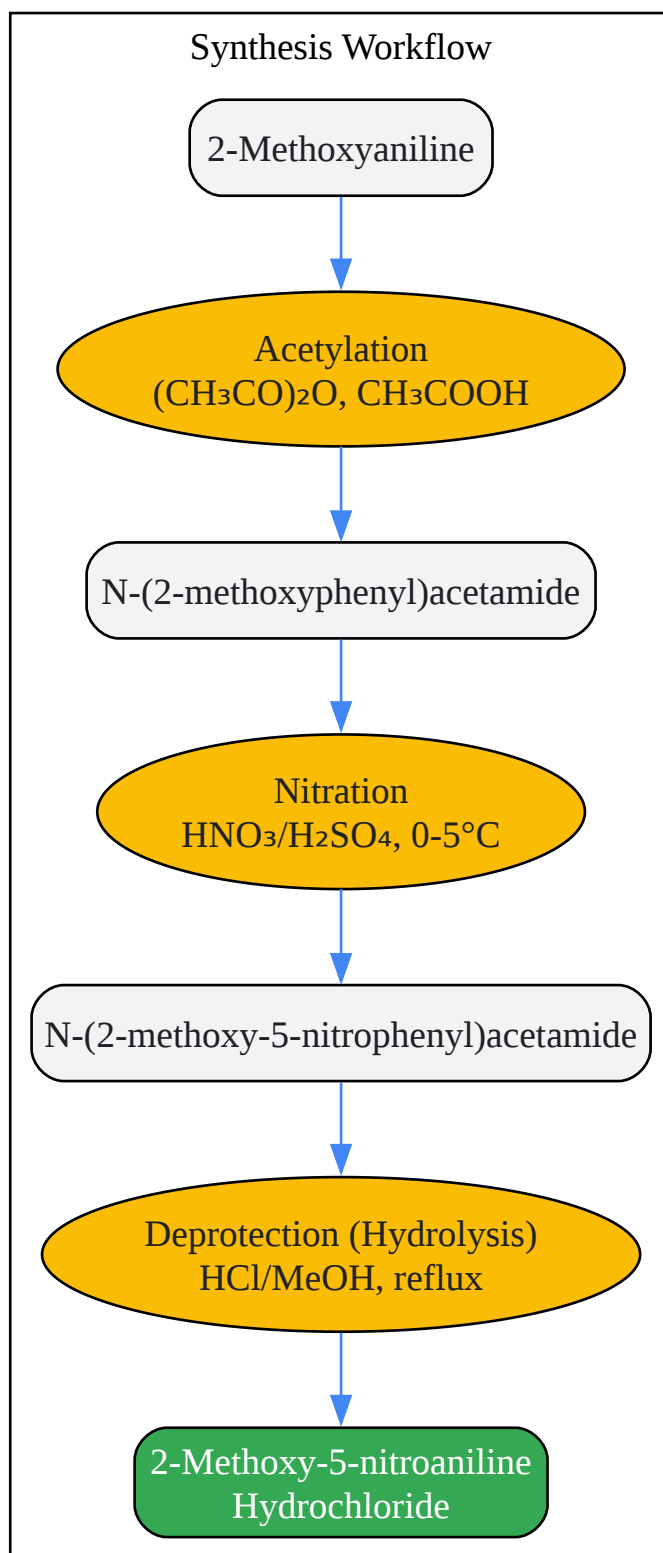 Synthesis Workflow
2-Methoxyaniline
Acetylation
(CH₃CO)₂O, CH₃COOH
N-(2-methoxyphenyl)acetamide
Nitration
HNO₃/H₂SO₄, 0-5°C
N-(2-methoxy-5-nitrophenyl)acetamide
Deprotection (Hydrolysis)
HCl/MeOH, reflux
2-Methoxy-5-nitroaniline
Hydrochloride